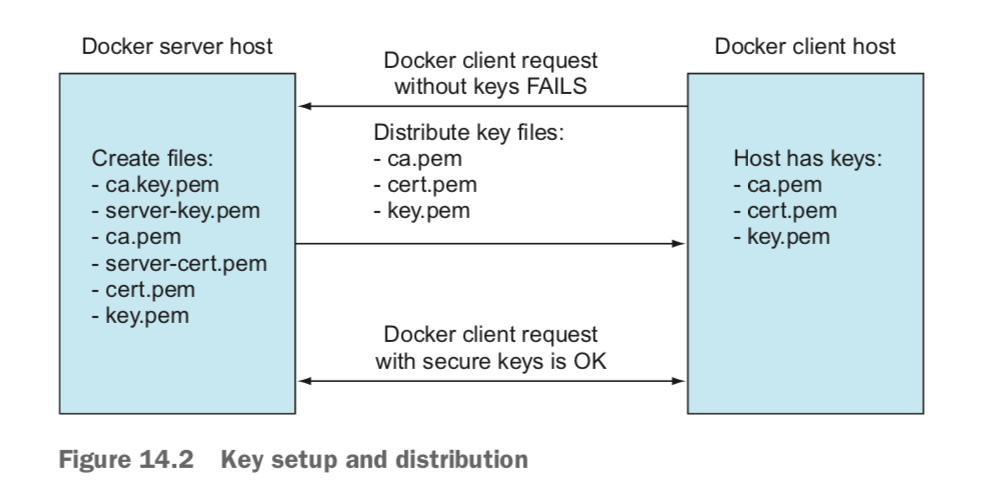 Docker server host
Docker client host
Docker client request
without keys FAILS
Create files:
- ca.key.pem
- server-key.pem
- ca.pem
- server-cert.pem
- cert.pem
- key.pem
Distribute key files:
- ca.pem
- cert.pem
- key.pem
Host has keys:
- ca.pem
- cert.pem
- key.pem
Docker client request
with secure keys is OK
Figure 14.2 Key setup and distribution